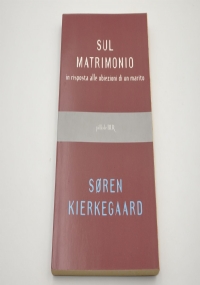 SUL
MATRIMONIO
in risposta alle obiezioni di un marito
SØREN
KIERKEGAARD